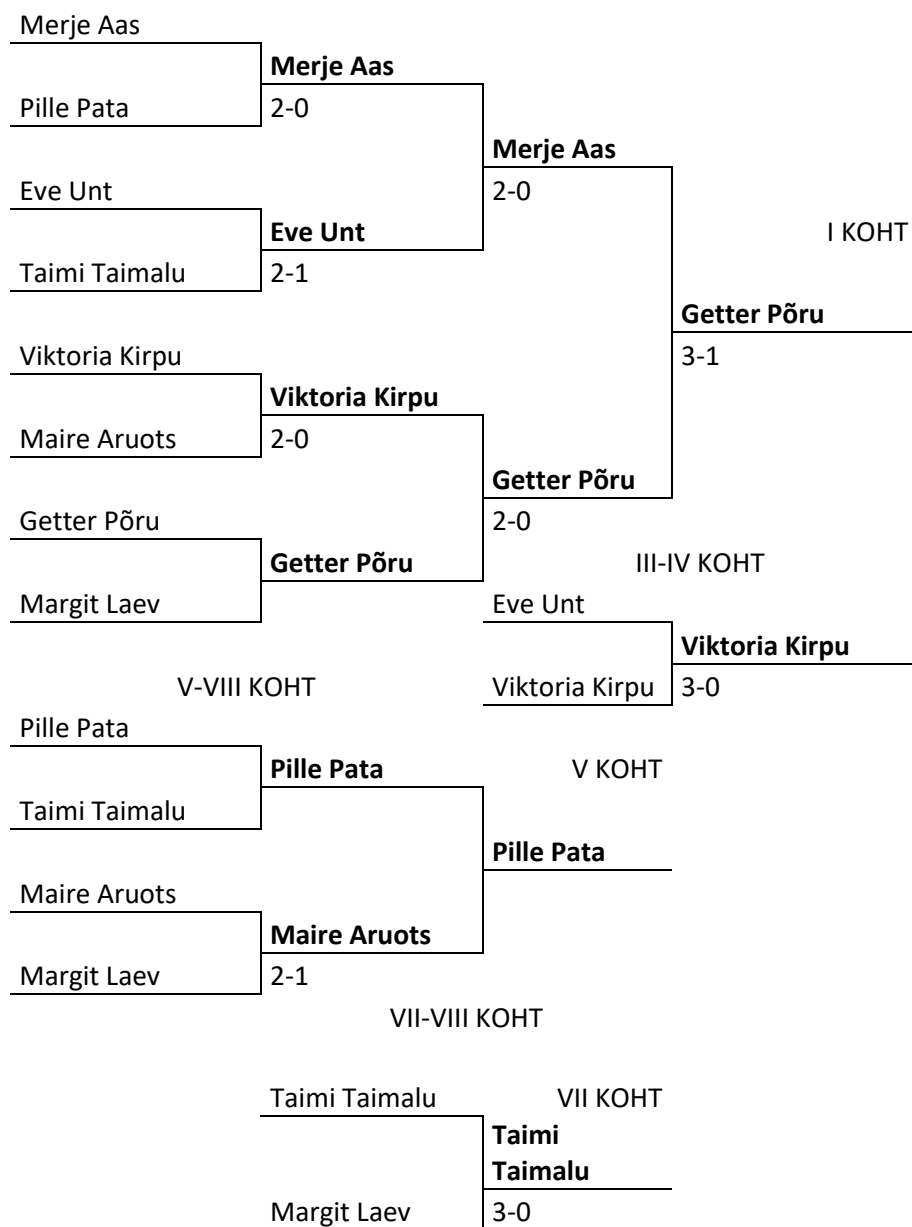 Merje Aas
Merje Aas
Pille Pata 2-0
Merje Aas
Eve Unt 2-0
Eve Unt I KOHT
Taimi Taimalu 2-1
Getter Põru
Viktoria Kirpu 3-1
Viktoria Kirpu
Maire Aruots 2-0
Getter Põru
Getter Põru 2-0
Getter Põru III-IV KOHT
Margit Laev Eve Unt
Viktoria Kirpu
V-VIII KOHT Viktoria Kirpu 3-0
Pille Pata
Pille Pata V KOHT
Taimi Taimalu
Pille Pata
Maire Aruots
Maire Aruots
Margit Laev 2-1
VII-VIII KOHT
Taimi Taimalu VII KOHT
Taimi
Taimalu
Margit Laev 3-0